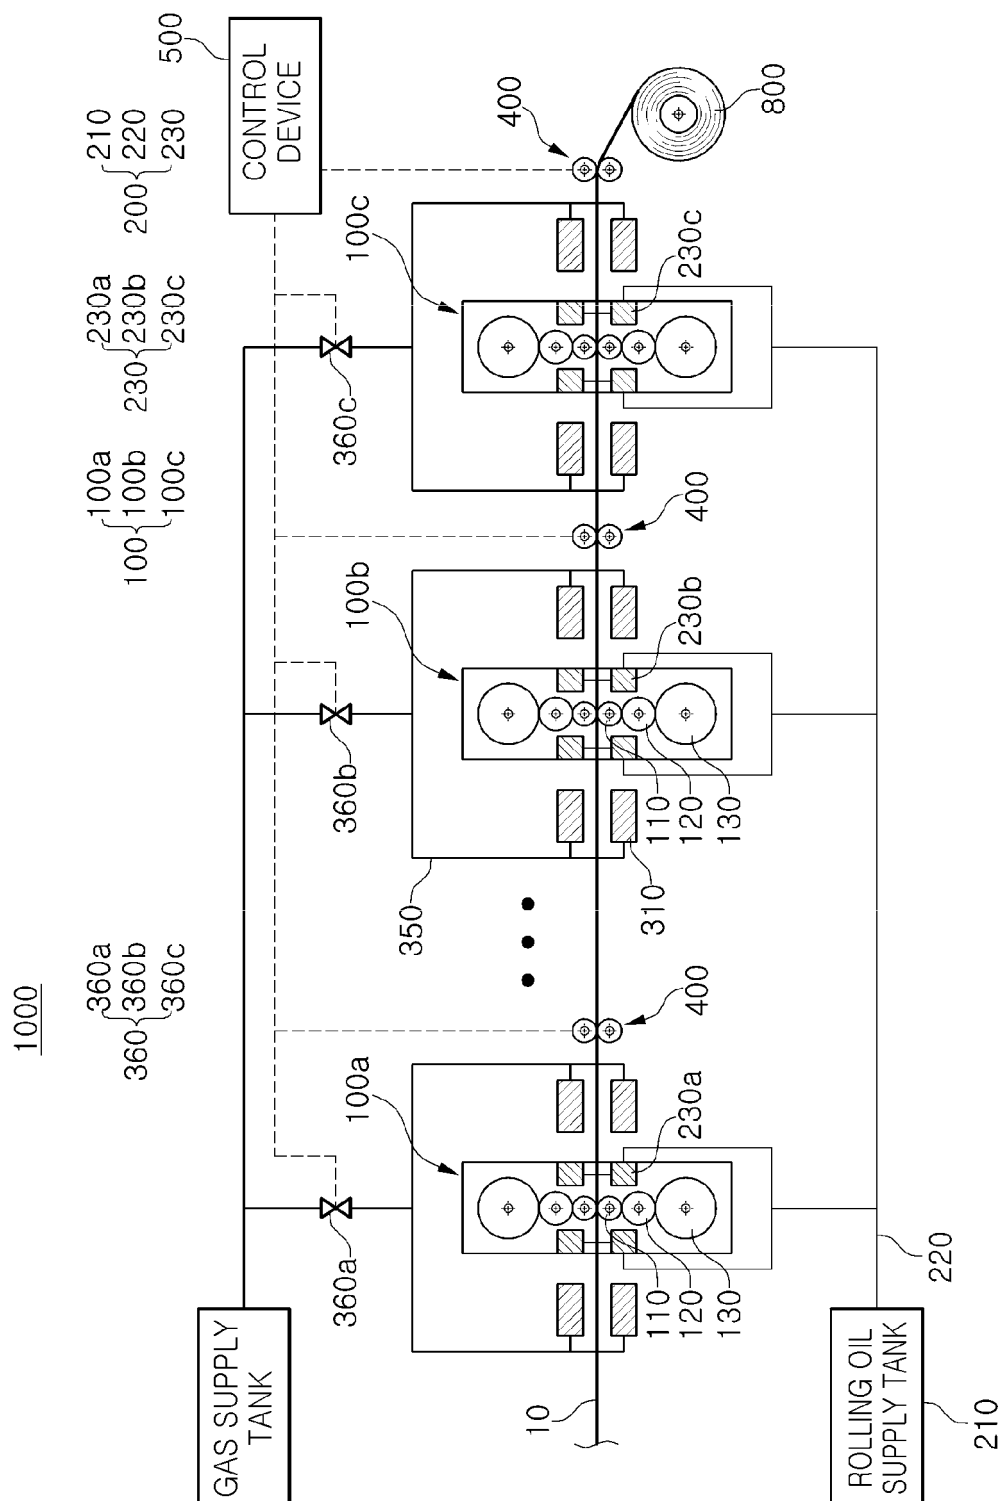 1000
360 { 360a
360b
360c
100 { 100a
100b
100c
230 { 230a
230b
230c
200 { 210
220
230
500
CONTROL
DEVICE
GAS SUPPLY
TANK
360a
360b
360c
350
100a
100b
100c
400
800
10
400
400
310
230a
230b
230c
110
120
130
110
120
130
220
ROLLING OIL
SUPPLY TANK
210